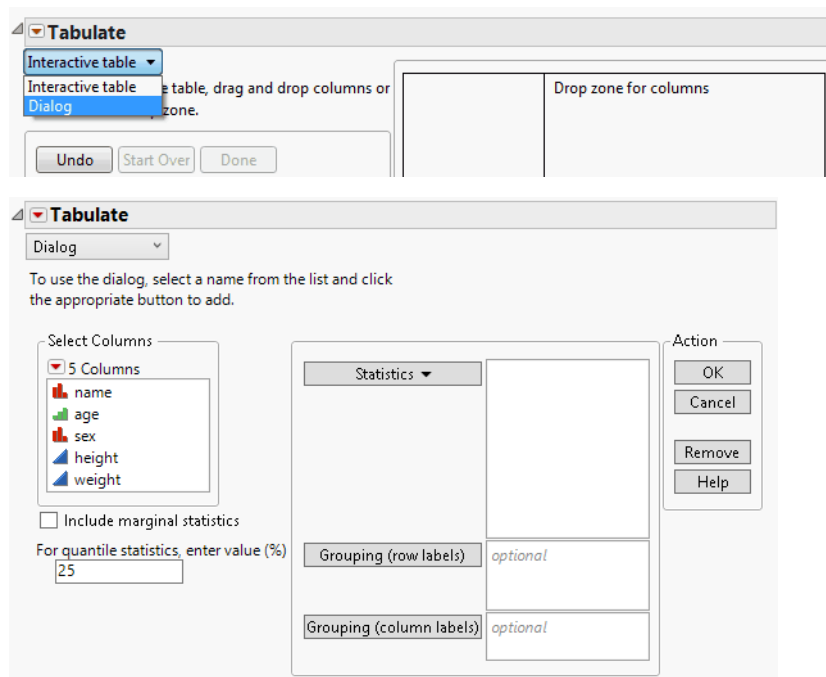 Tabulate
Interactive table
Interactive table
Dialog
e table, drag and drop columns or
zone.
Drop zone for columns
Undo Start Over Done
Tabulate
Dialog
To use the dialog, select a name from the list and click
the appropriate button to add.
Select Columns
5 Columns
name
age
sex
height
weight
Include marginal statistics
For quantile statistics, enter value (%)
25
Statistics
Grouping (row labels) optional
Grouping (column labels) optional
Action
OK
Cancel
Remove
Help